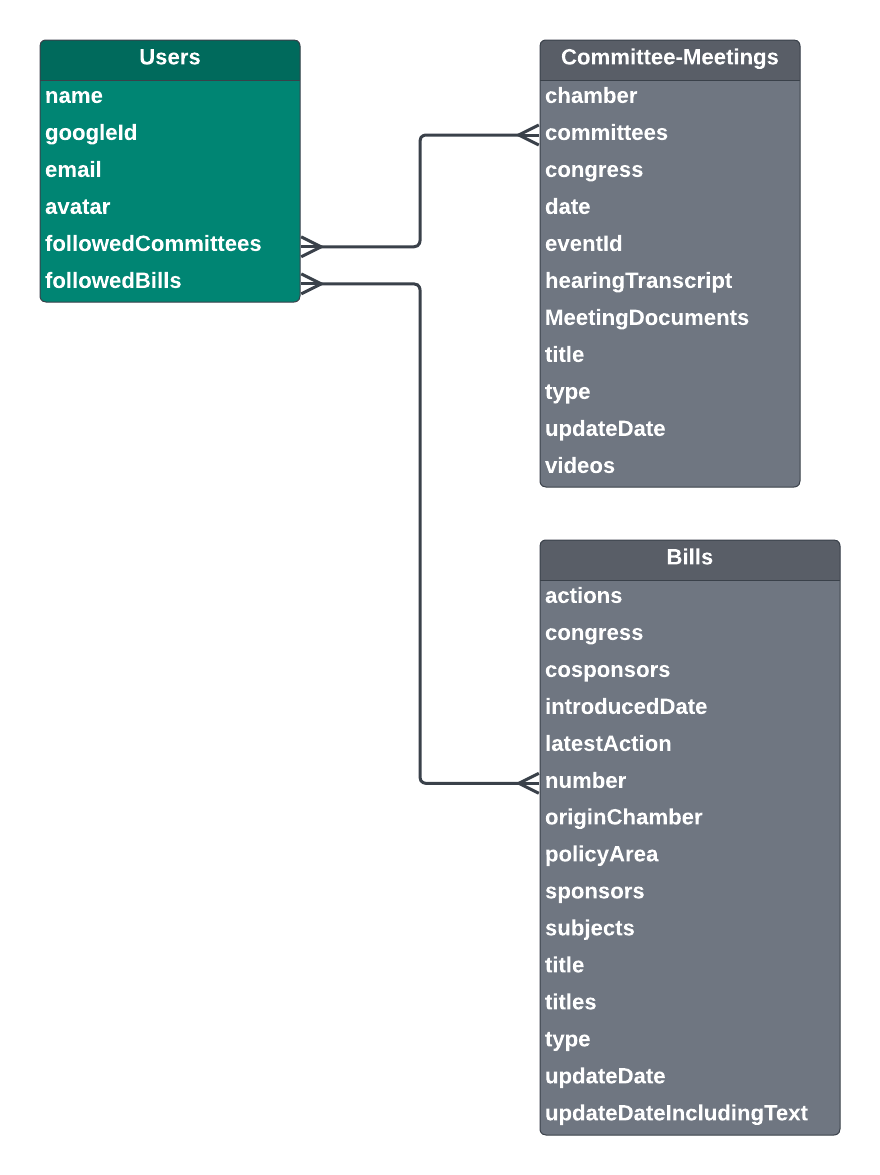 Users
name
googleId
email
avatar
followedCommittees
followedBills
Committee-Meetings
chamber
committees
congress
date
eventId
hearingTranscript
MeetingDocuments
title
type
updateDate
videos
Bills
actions
congress
cosponsors
introducedDate
latestAction
number
originChamber
policyArea
sponsors
subjects
title
titles
type
updateDate
updateDateIncludingText